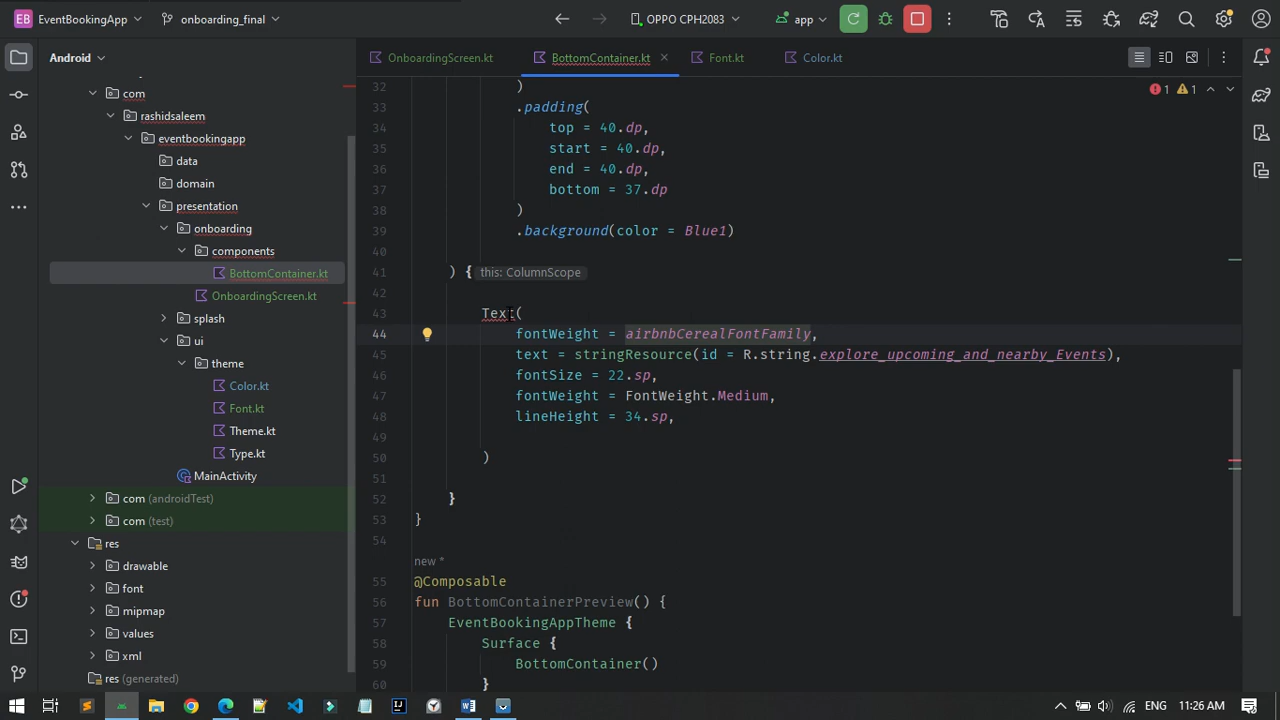 EB EventBookingApp onboarding_final OPPO CPH2083 app
Android
OnboardingScreen.kt BottomContainer.kt Font.kt Color.kt
com
rashidsaleem
eventbookingapp
data
domain
presentation
onboarding
components
BottomContainer.kt
OnboardingScreen.kt
splash
ui
theme
Color.kt
Font.kt
Theme.kt
Type.kt
MainActivity
com (androidTest)
com (test)
res
drawable
font
mipmap
values
xml
res (generated)
1 1
32 )
33 .padding(
34 top = 40.dp,
35 start = 40.dp,
36 end = 40.dp,
37 bottom = 37.dp
38 )
39 .background(color = Blue1)
40
41 ) { this: ColumnScope
42
43 Text(
44 fontWeight = airbnbCerealFontFamily,
45 text = stringResource(id = R.string.explore_upcoming_and_nearby_Events),
46 fontSize = 22.sp,
47 fontWeight = FontWeight.Medium,
48 lineHeight = 34.sp,
49
50 )
51
52 }
53 }
54
new *
55 @Composable
56 fun BottomContainerPreview() {
57 EventBookingAppTheme {
58 Surface {
59 BottomContainer()
60 }
ENG 11:26 AM